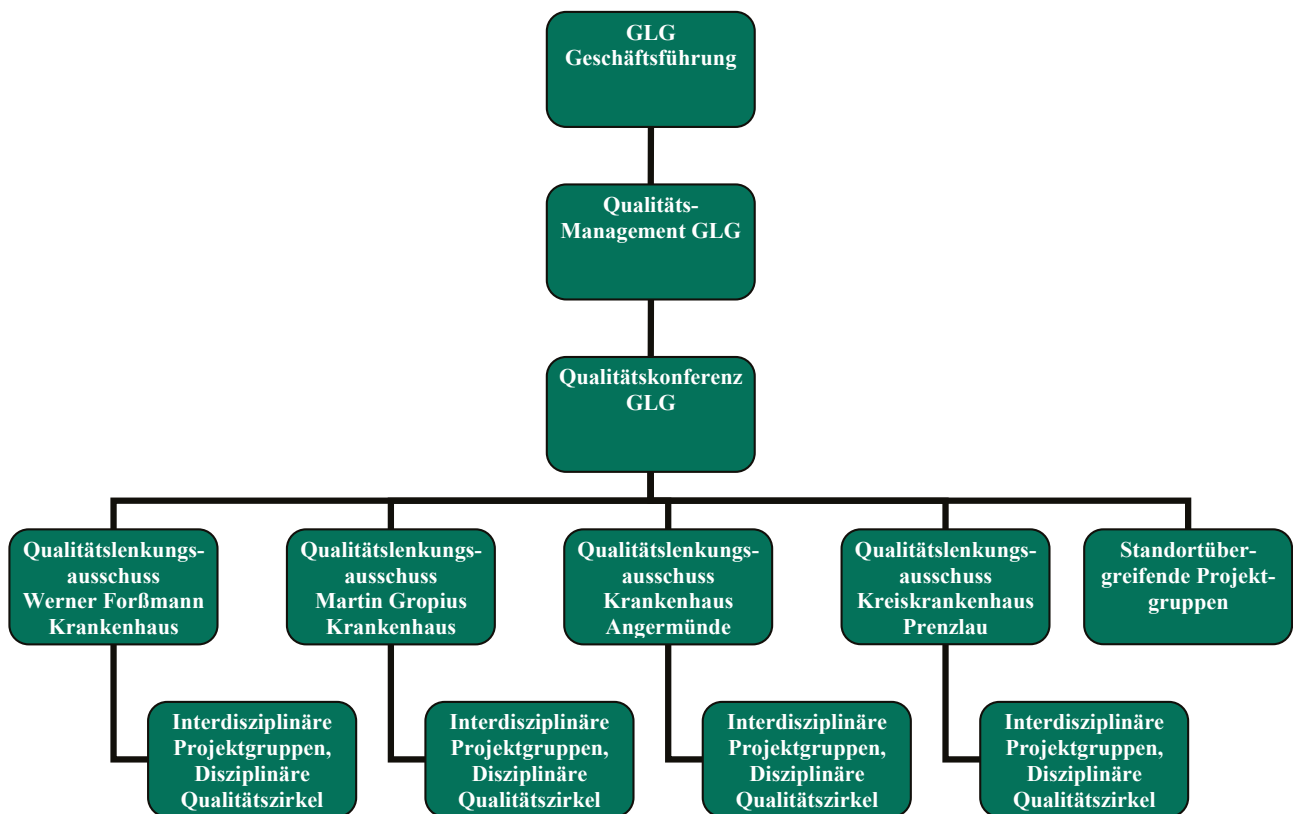 GLG
Geschäftsführung
Qualitäts-
Management GLG
Qualitätskonferenz
GLG
Qualitätslenkungs-
ausschuss
Werner Forßmann
Krankenhaus
Qualitätslenkungs-
ausschuss
Martin Gropius
Krankenhaus
Qualitätslenkungs-
ausschuss
Krankenhaus
Angermünde
Qualitätslenkungs-
ausschuss
Kreiskrankenhaus
Prenzlau
Standortüber-
greifende Projekt-
gruppen
Interdisziplinäre
Projektgruppen,
Disziplinäre
Qualitätszirkel
Interdisziplinäre
Projektgruppen,
Disziplinäre
Qualitätszirkel
Interdisziplinäre
Projektgruppen,
Disziplinäre
Qualitätszirkel
Interdisziplinäre
Projektgruppen,
Disziplinäre
Qualitätszirkel